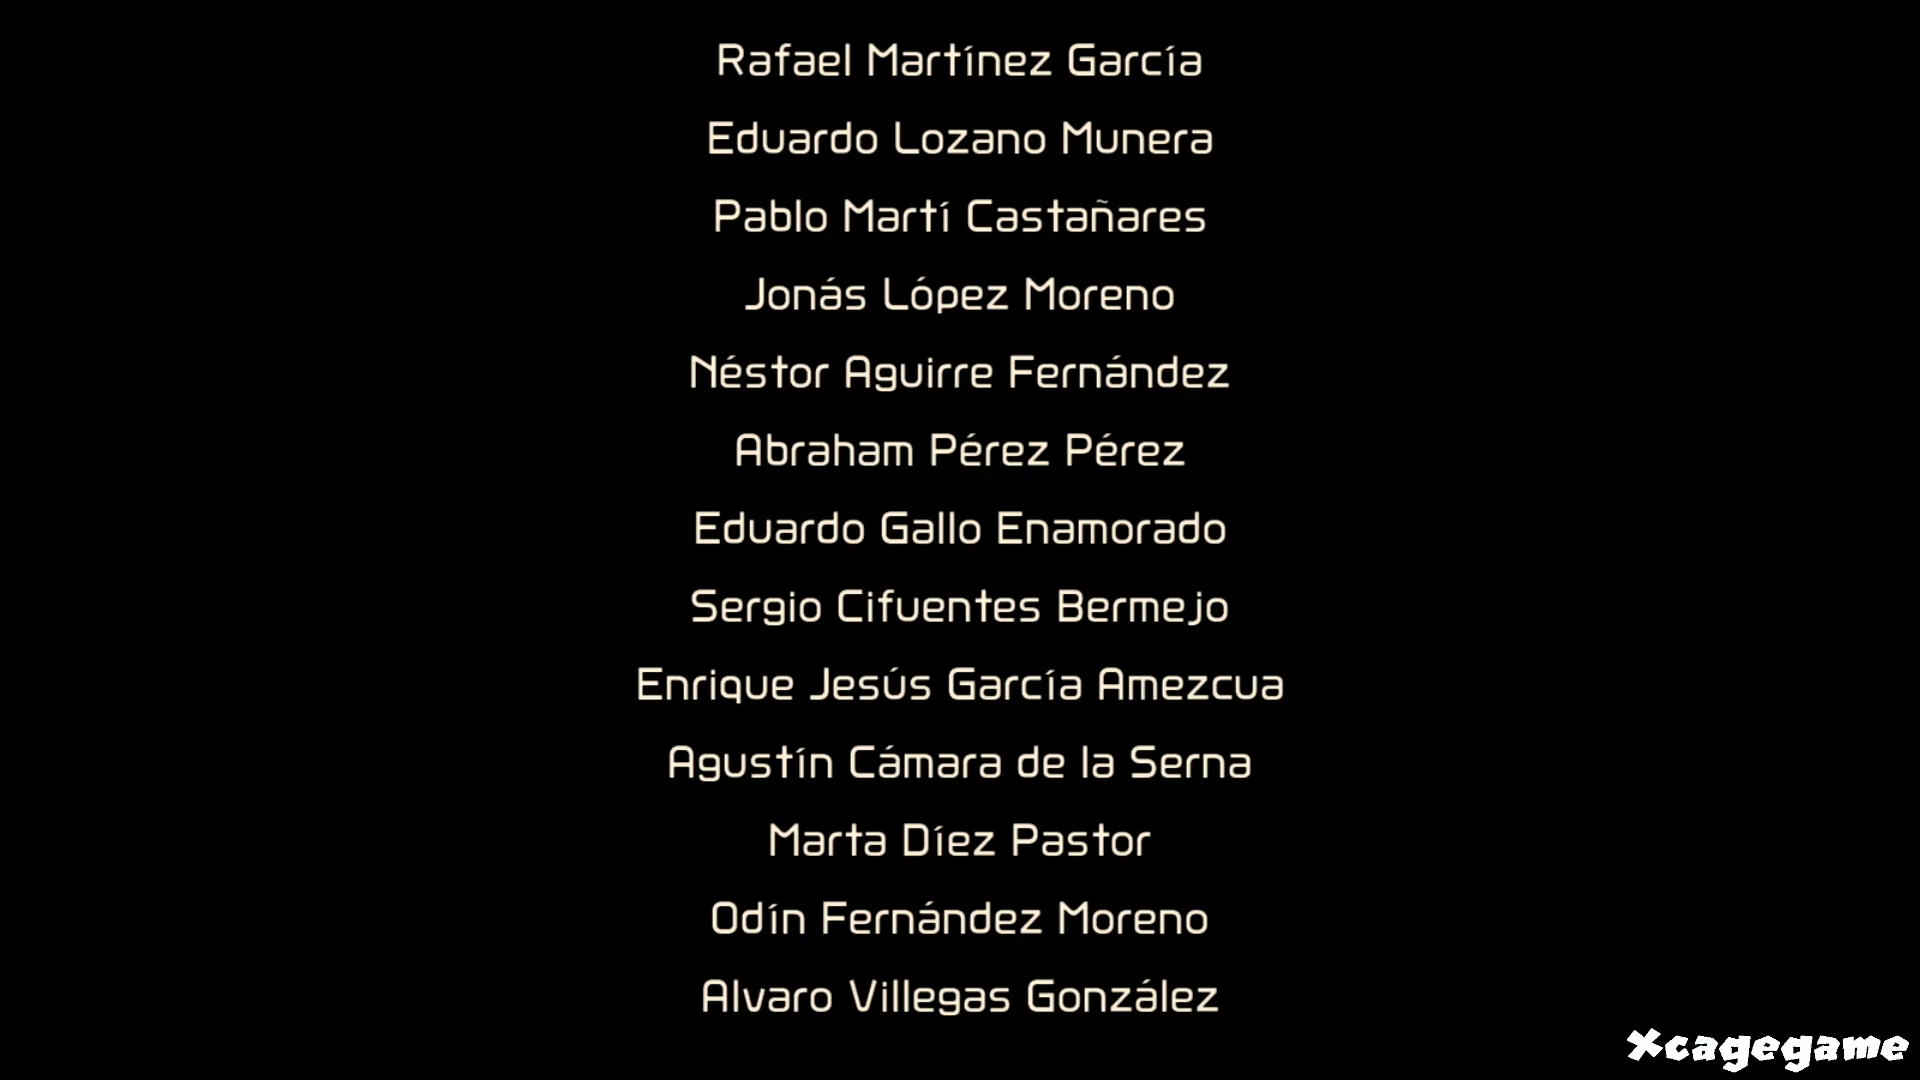 Rafael Martínez García
Eduardo Lozano Munera
Pablo Martí Castañares
Jonás López Moreno
Néstor Aguirre Fernández
Abraham Pérez Pérez
Eduardo Gallo Enamorado
Sergio Cifuentes Bermejo
Enrique Jesús García Amezcua
Agustín Cámara de la Serna
Marta Díez Pastor
Odín Fernández Moreno
Alvaro Villegas González
Xcagegame